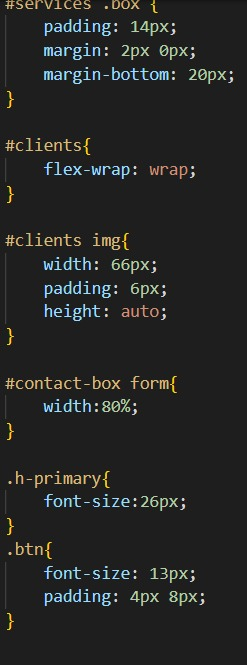 #services .box {
    padding: 14px;
    margin: 2px 0px;
    margin-bottom: 20px;
}

#clients{
    flex-wrap: wrap;
}

#clients img{
    width: 66px;
    padding: 6px;
    height: auto;
}

#contact-box form{
    width:80%;
}

.h-primary{
    font-size:26px;
}
.btn{
    font-size: 13px;
    padding: 4px 8px;
}